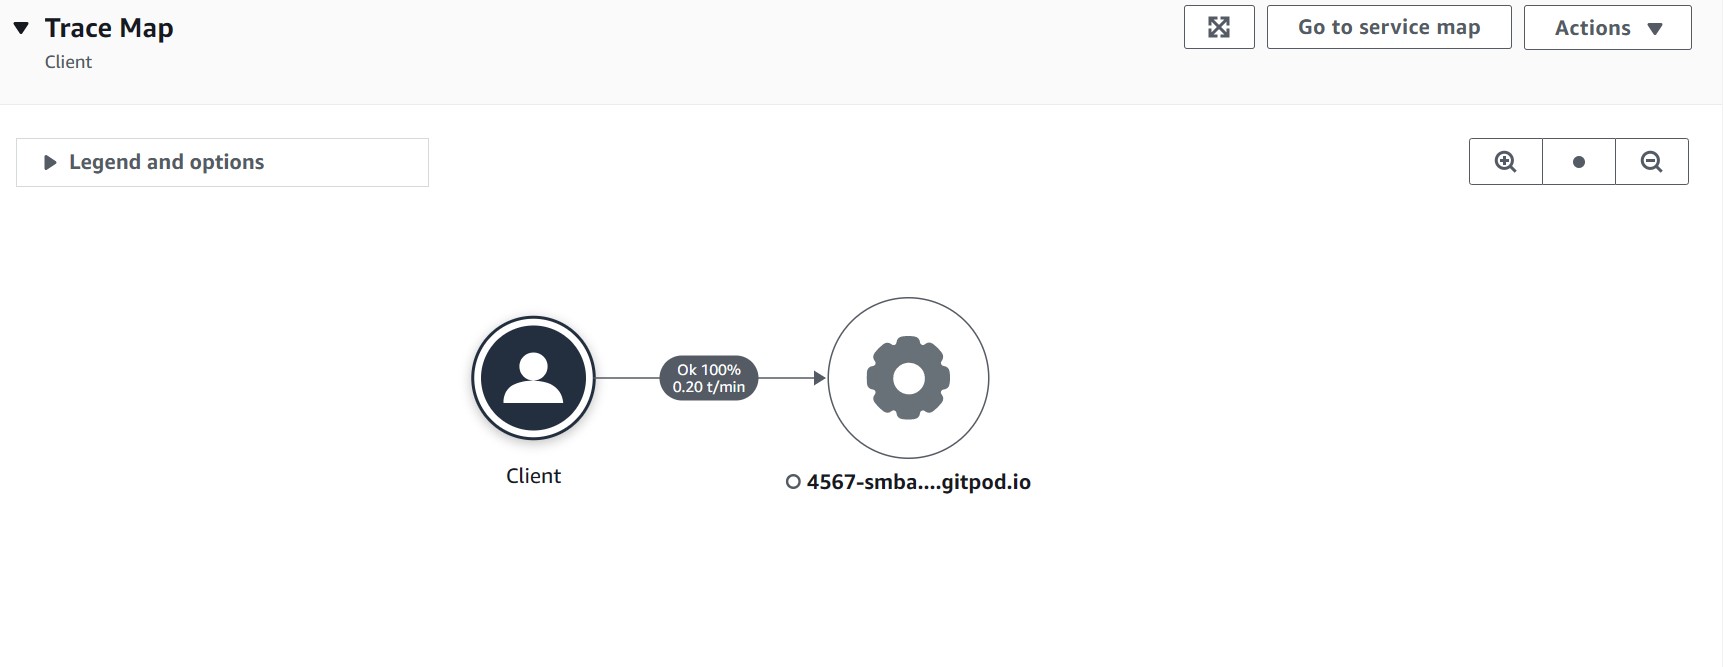 Trace Map
Client
Go to service map
Actions
Legend and options
Ok 100%
0.20 t/min
Client
4567-smba....gitpod.io